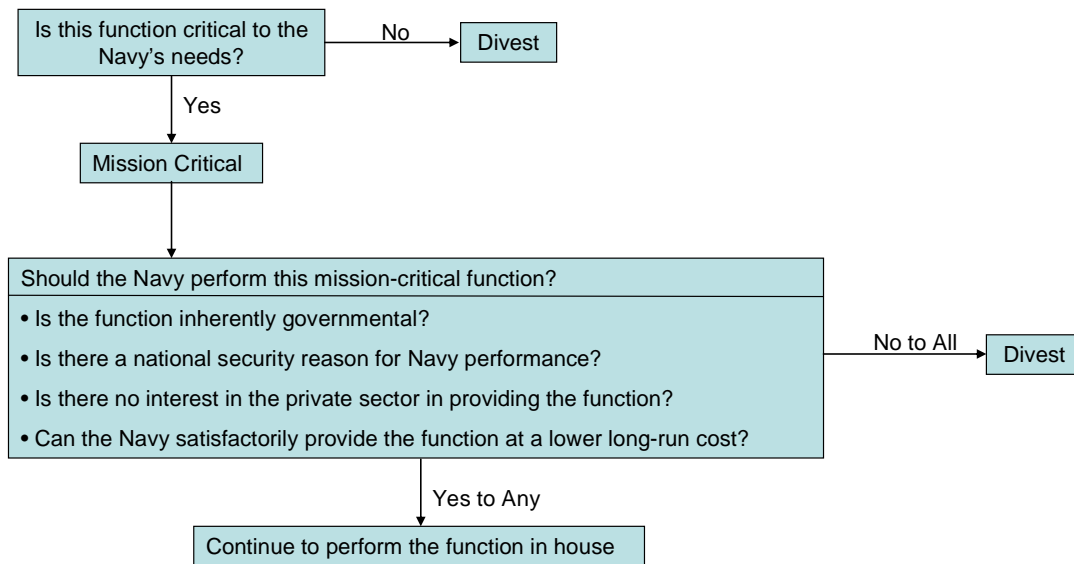 Is this function critical to the
Navy’s needs?
No
Divest
Yes
Mission Critical
Should the Navy perform this mission-critical function?
• Is the function inherently governmental?
• Is there a national security reason for Navy performance?
• Is there no interest in the private sector in providing the function?
• Can the Navy satisfactorily provide the function at a lower long-run cost?
No to All
Divest
Yes to Any
Continue to perform the function in house